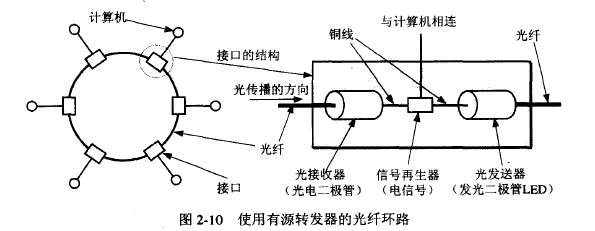 计算机
与计算机相连
接口的结构
铜线
光纤
光传播的方向
光纤
接口
光接收器
（光电二极管）
信号再生器
（电信号）
光发送器
（发光二极管LED）
图 2-10 使用有源转发器的光纤环路